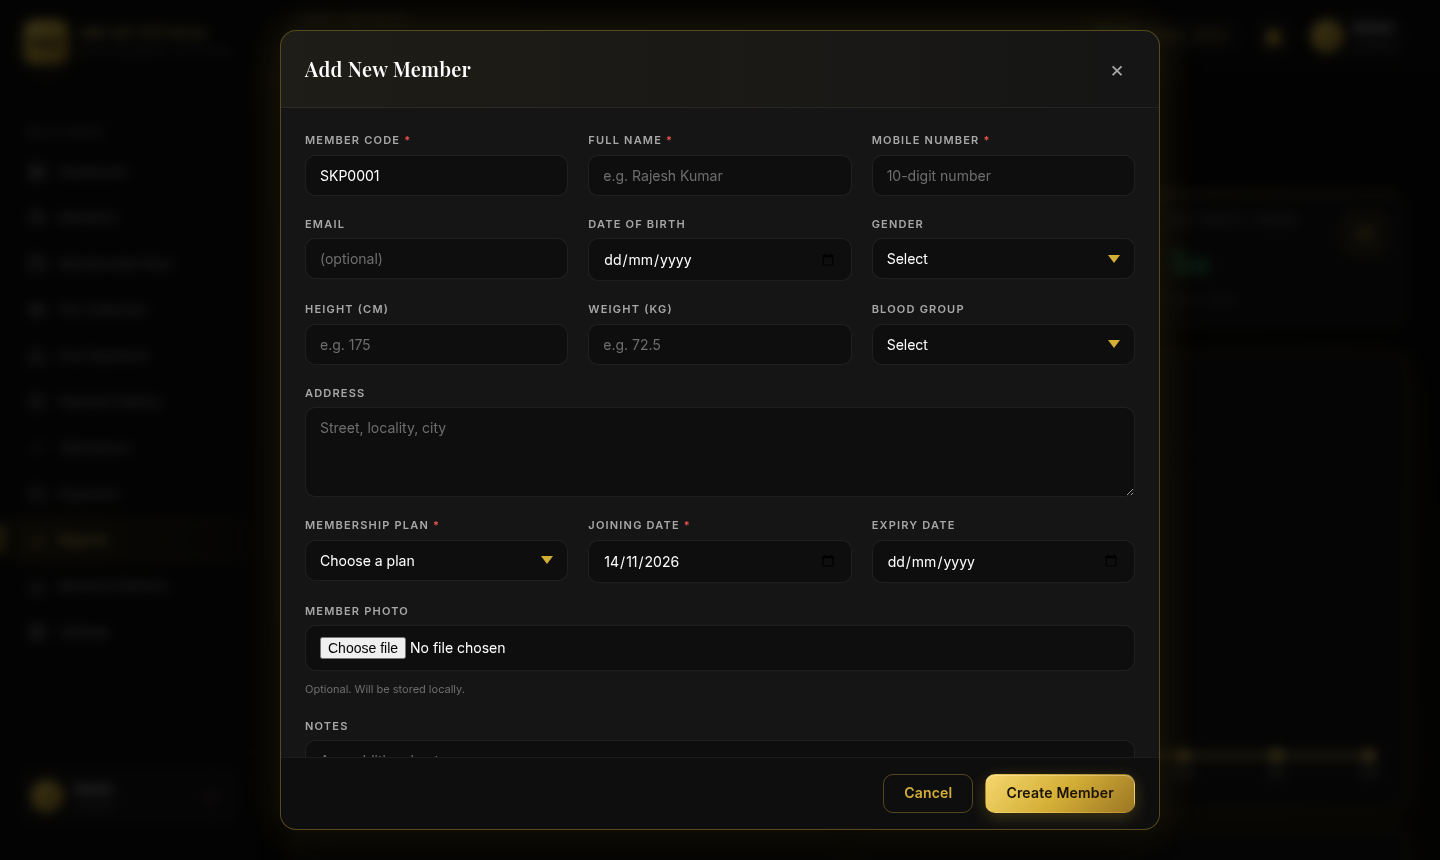 Add New Member
×
MEMBER CODE *
FULL NAME *
MOBILE NUMBER *
SKP0001
e.g. Rajesh Kumar
10-digit number
EMAIL
DATE OF BIRTH
GENDER
(optional)
dd/mm/yyyy
Select
HEIGHT (CM)
WEIGHT (KG)
BLOOD GROUP
e.g. 175
e.g. 72.5
Select
ADDRESS
Street, locality, city
MEMBERSHIP PLAN *
JOINING DATE *
EXPIRY DATE
Choose a plan
14/11/2026
dd/mm/yyyy
MEMBER PHOTO
Choose file No file chosen
Optional. Will be stored locally.
NOTES
Cancel
Create Member